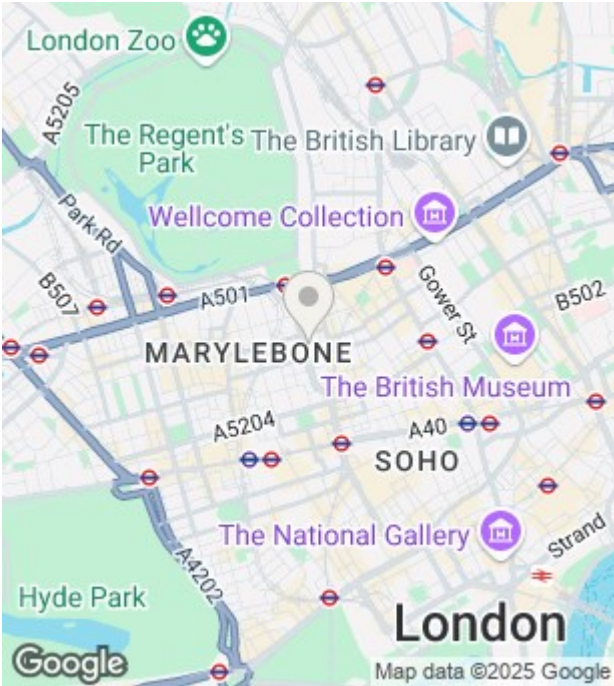 London Zoo
A5205
The Regent's
Park
The British Library
Wellcome Collection
Park Rd
A501
B507
Gower St
B502
MARYLEBONE
The British Museum
A5204
A40
SOHO
The National Gallery
Strand
A4202
Hyde Park
London
Google
Map data ©2025 Google